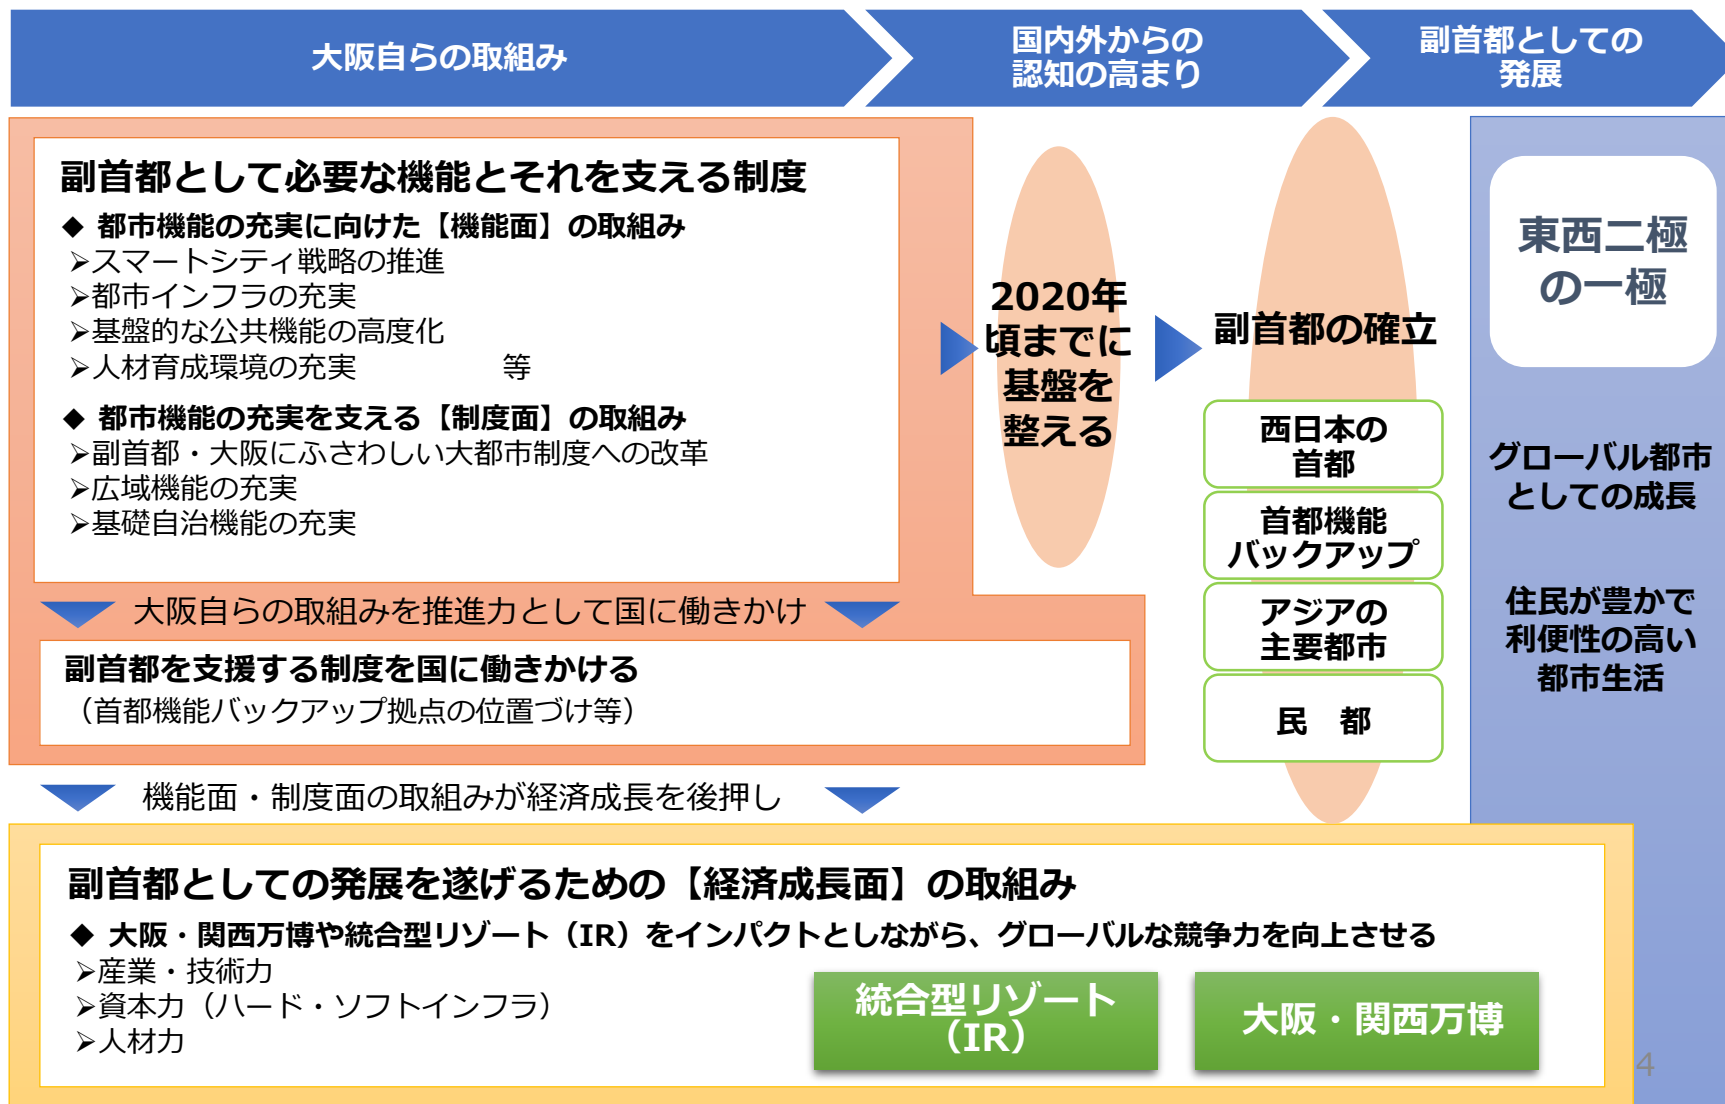 大阪自らの取組み
国内外からの
認知の高まり
副首都としての
発展
副首都として必要な機能とそれを支える制度
◆ 都市機能の充実に向けた【機能面】の取組み
➢スマートシティ戦略の推進
➢都市インフラの充実
➢基盤的な公共機能の高度化
➢人材育成環境の充実 等
◆ 都市機能の充実を支える【制度面】の取組み
➢副首都・大阪にふさわしい大都市制度への改革
➢広域機能の充実
➢基礎自治機能の充実
大阪自らの取組みを推進力として国に働きかけ
副首都を支援する制度を国に働きかける
（首都機能バックアップ拠点の位置づけ等）
2020年
頃までに
基盤を
整える
副首都の確立
西日本の
首都
首都機能
バックアップ
アジアの
主要都市
民 都
東西二極
の一極
グローバル都市
としての成長
住民が豊かで
利便性の高い
都市生活
機能面・制度面の取組みが経済成長を後押し
副首都としての発展を遂げるための【経済成長面】の取組み
◆ 大阪・関西万博や統合型リゾート（IR）をインパクトとしながら、グローバルな競争力を向上させる
➢産業・技術力
➢資本力（ハード・ソフトインフラ）
➢人材力
統合型リゾート
（IR）
大阪・関西万博
4